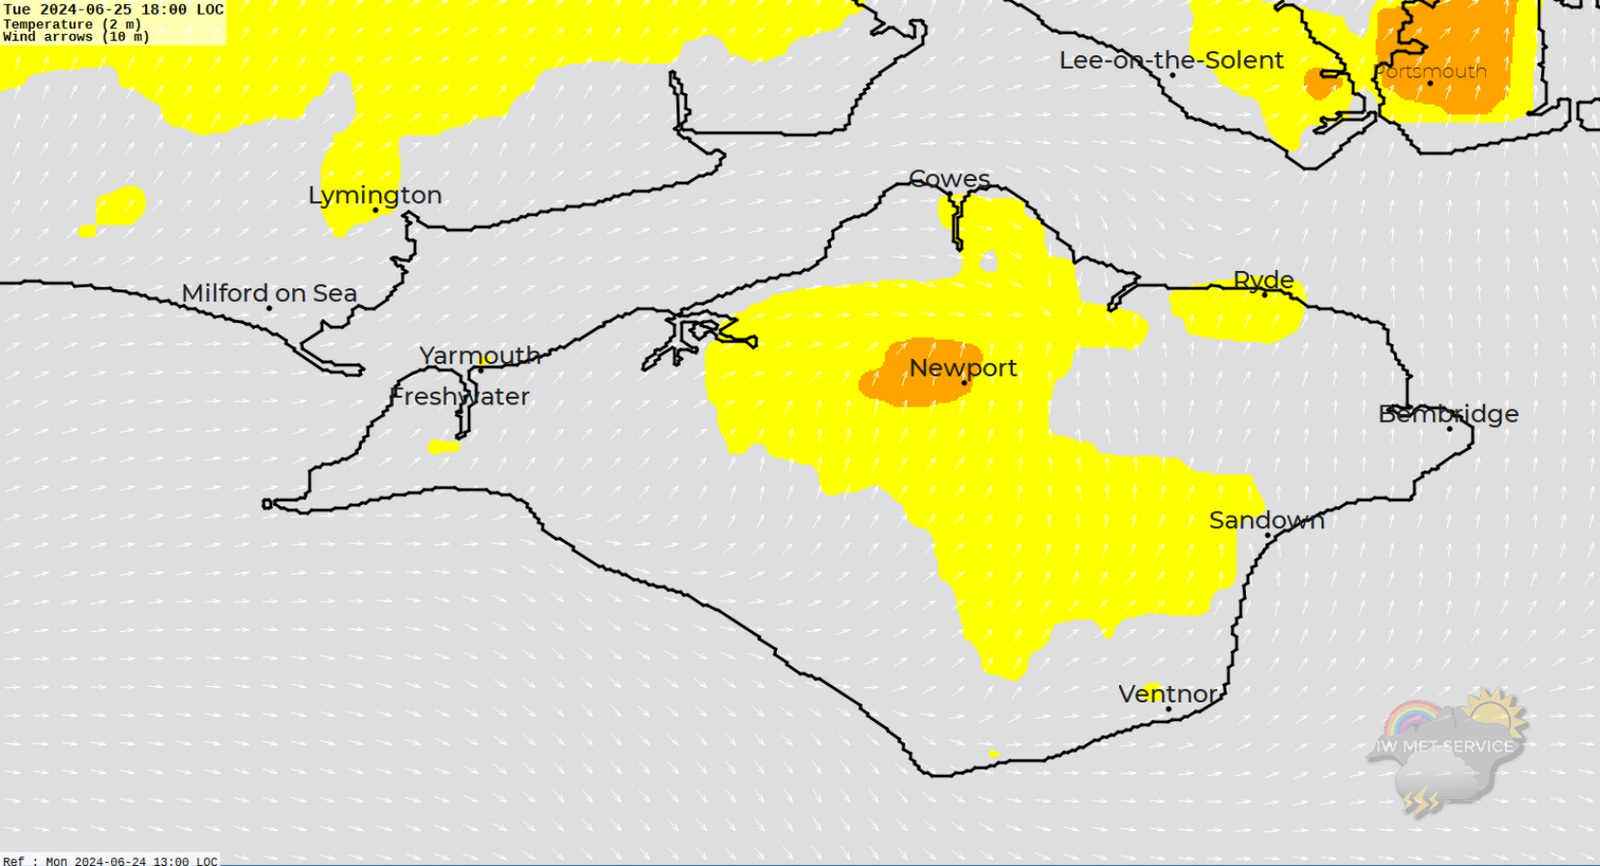 Tue 2024-06-25 18:00 LOC
Temperature (2 m)
Wind arrows (10 m)
Lee-on-the-Solent
Portsmouth
Cowes
Lymington
Ryde
Milford on Sea
Yarmouth
Newport
Freshwater
Bembridge
Sandown
Ventnor
IW MET SERVICE
Ref : Mon 2024-06-24 13:00 LOC